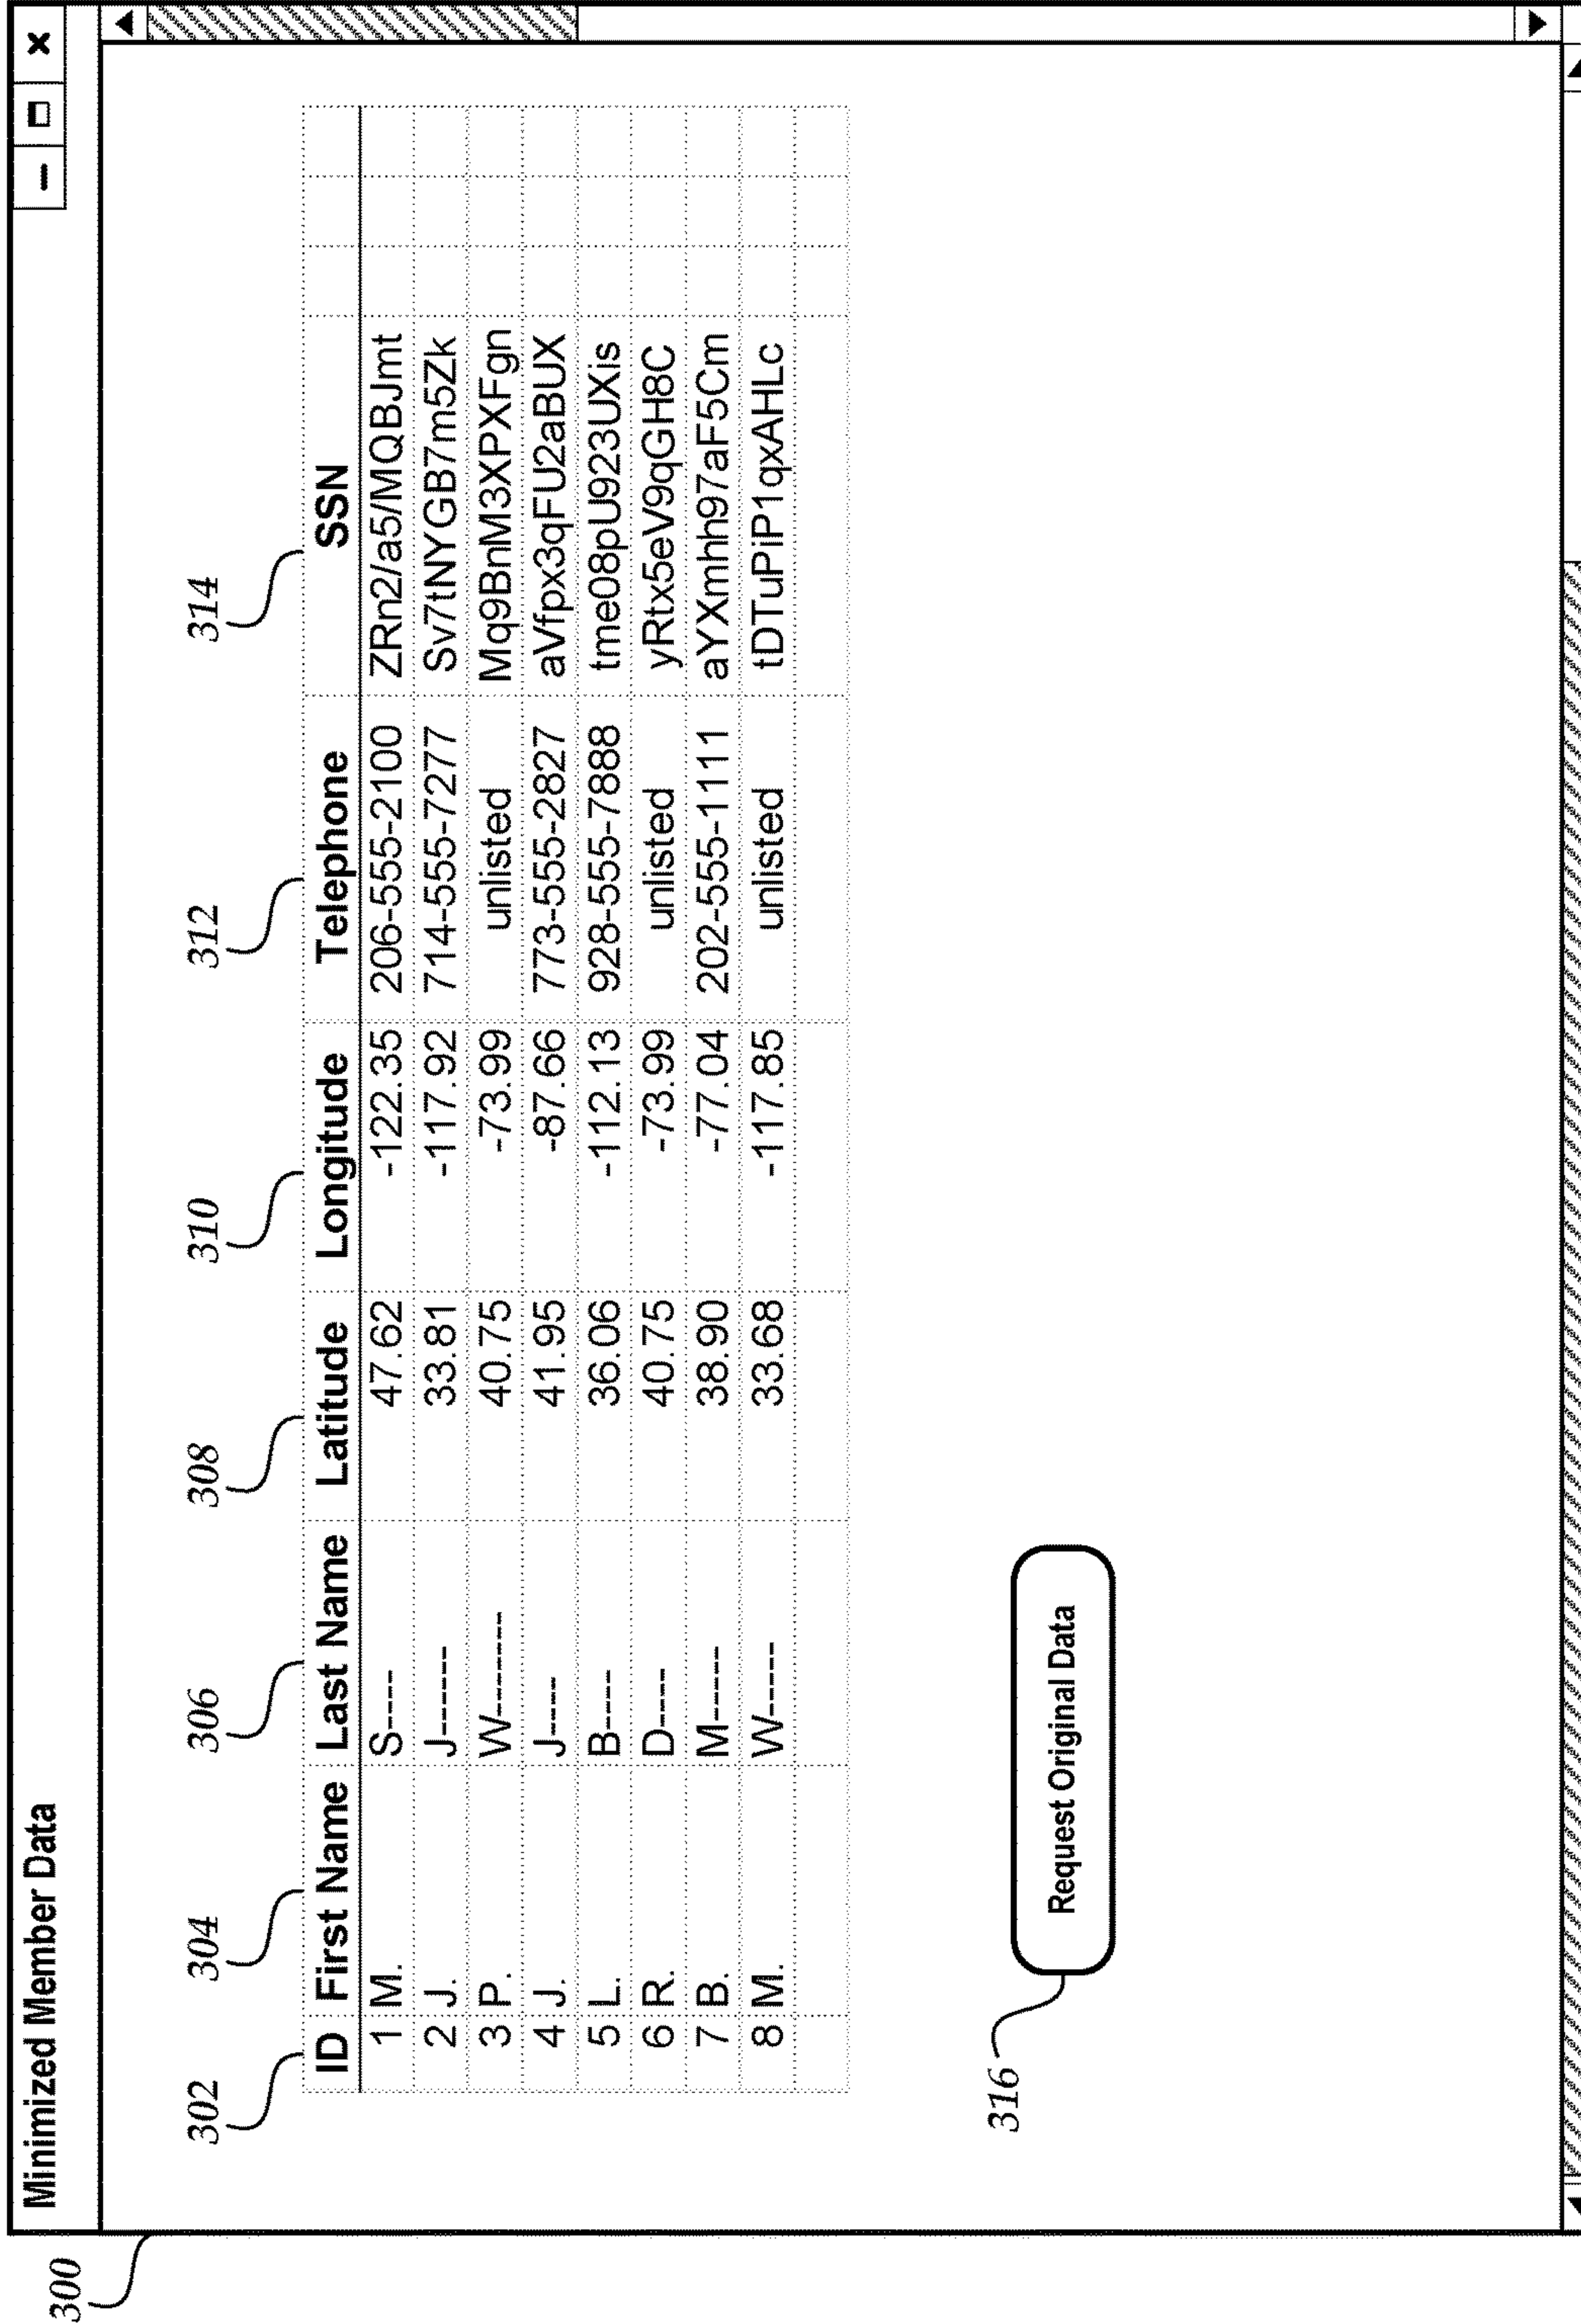 300
Minimized Member Data
302 304 306 308 310 312 314
ID First Name Last Name Latitude Longitude Telephone SSN
1 M. S---- 47.62 -122.35 206-555-2100 ZRn2/a5/MQBJmt
2 J. J------ 33.81 -117.92 714-555-7277 Sv7tNYGB7m5Zk
3 P. W-------- 40.75 -73.99 unlisted Mq9BnM3XPXFgn
4 J. J---- 41.95 -87.66 773-555-2827 aVfpx3qFU2aBUX
5 L. B---- 36.06 -112.13 928-555-7888 tme08pU923UXis
6 R. D---- 40.75 -73.99 unlisted yRtx5eV9qGH8C
7 B. M----- 38.90 -77.04 202-555-1111 aYXmhh97aF5Cm
8 M. W----- 33.68 -117.85 unlisted tDTuPiP1qxAHLc
316
Request Original Data